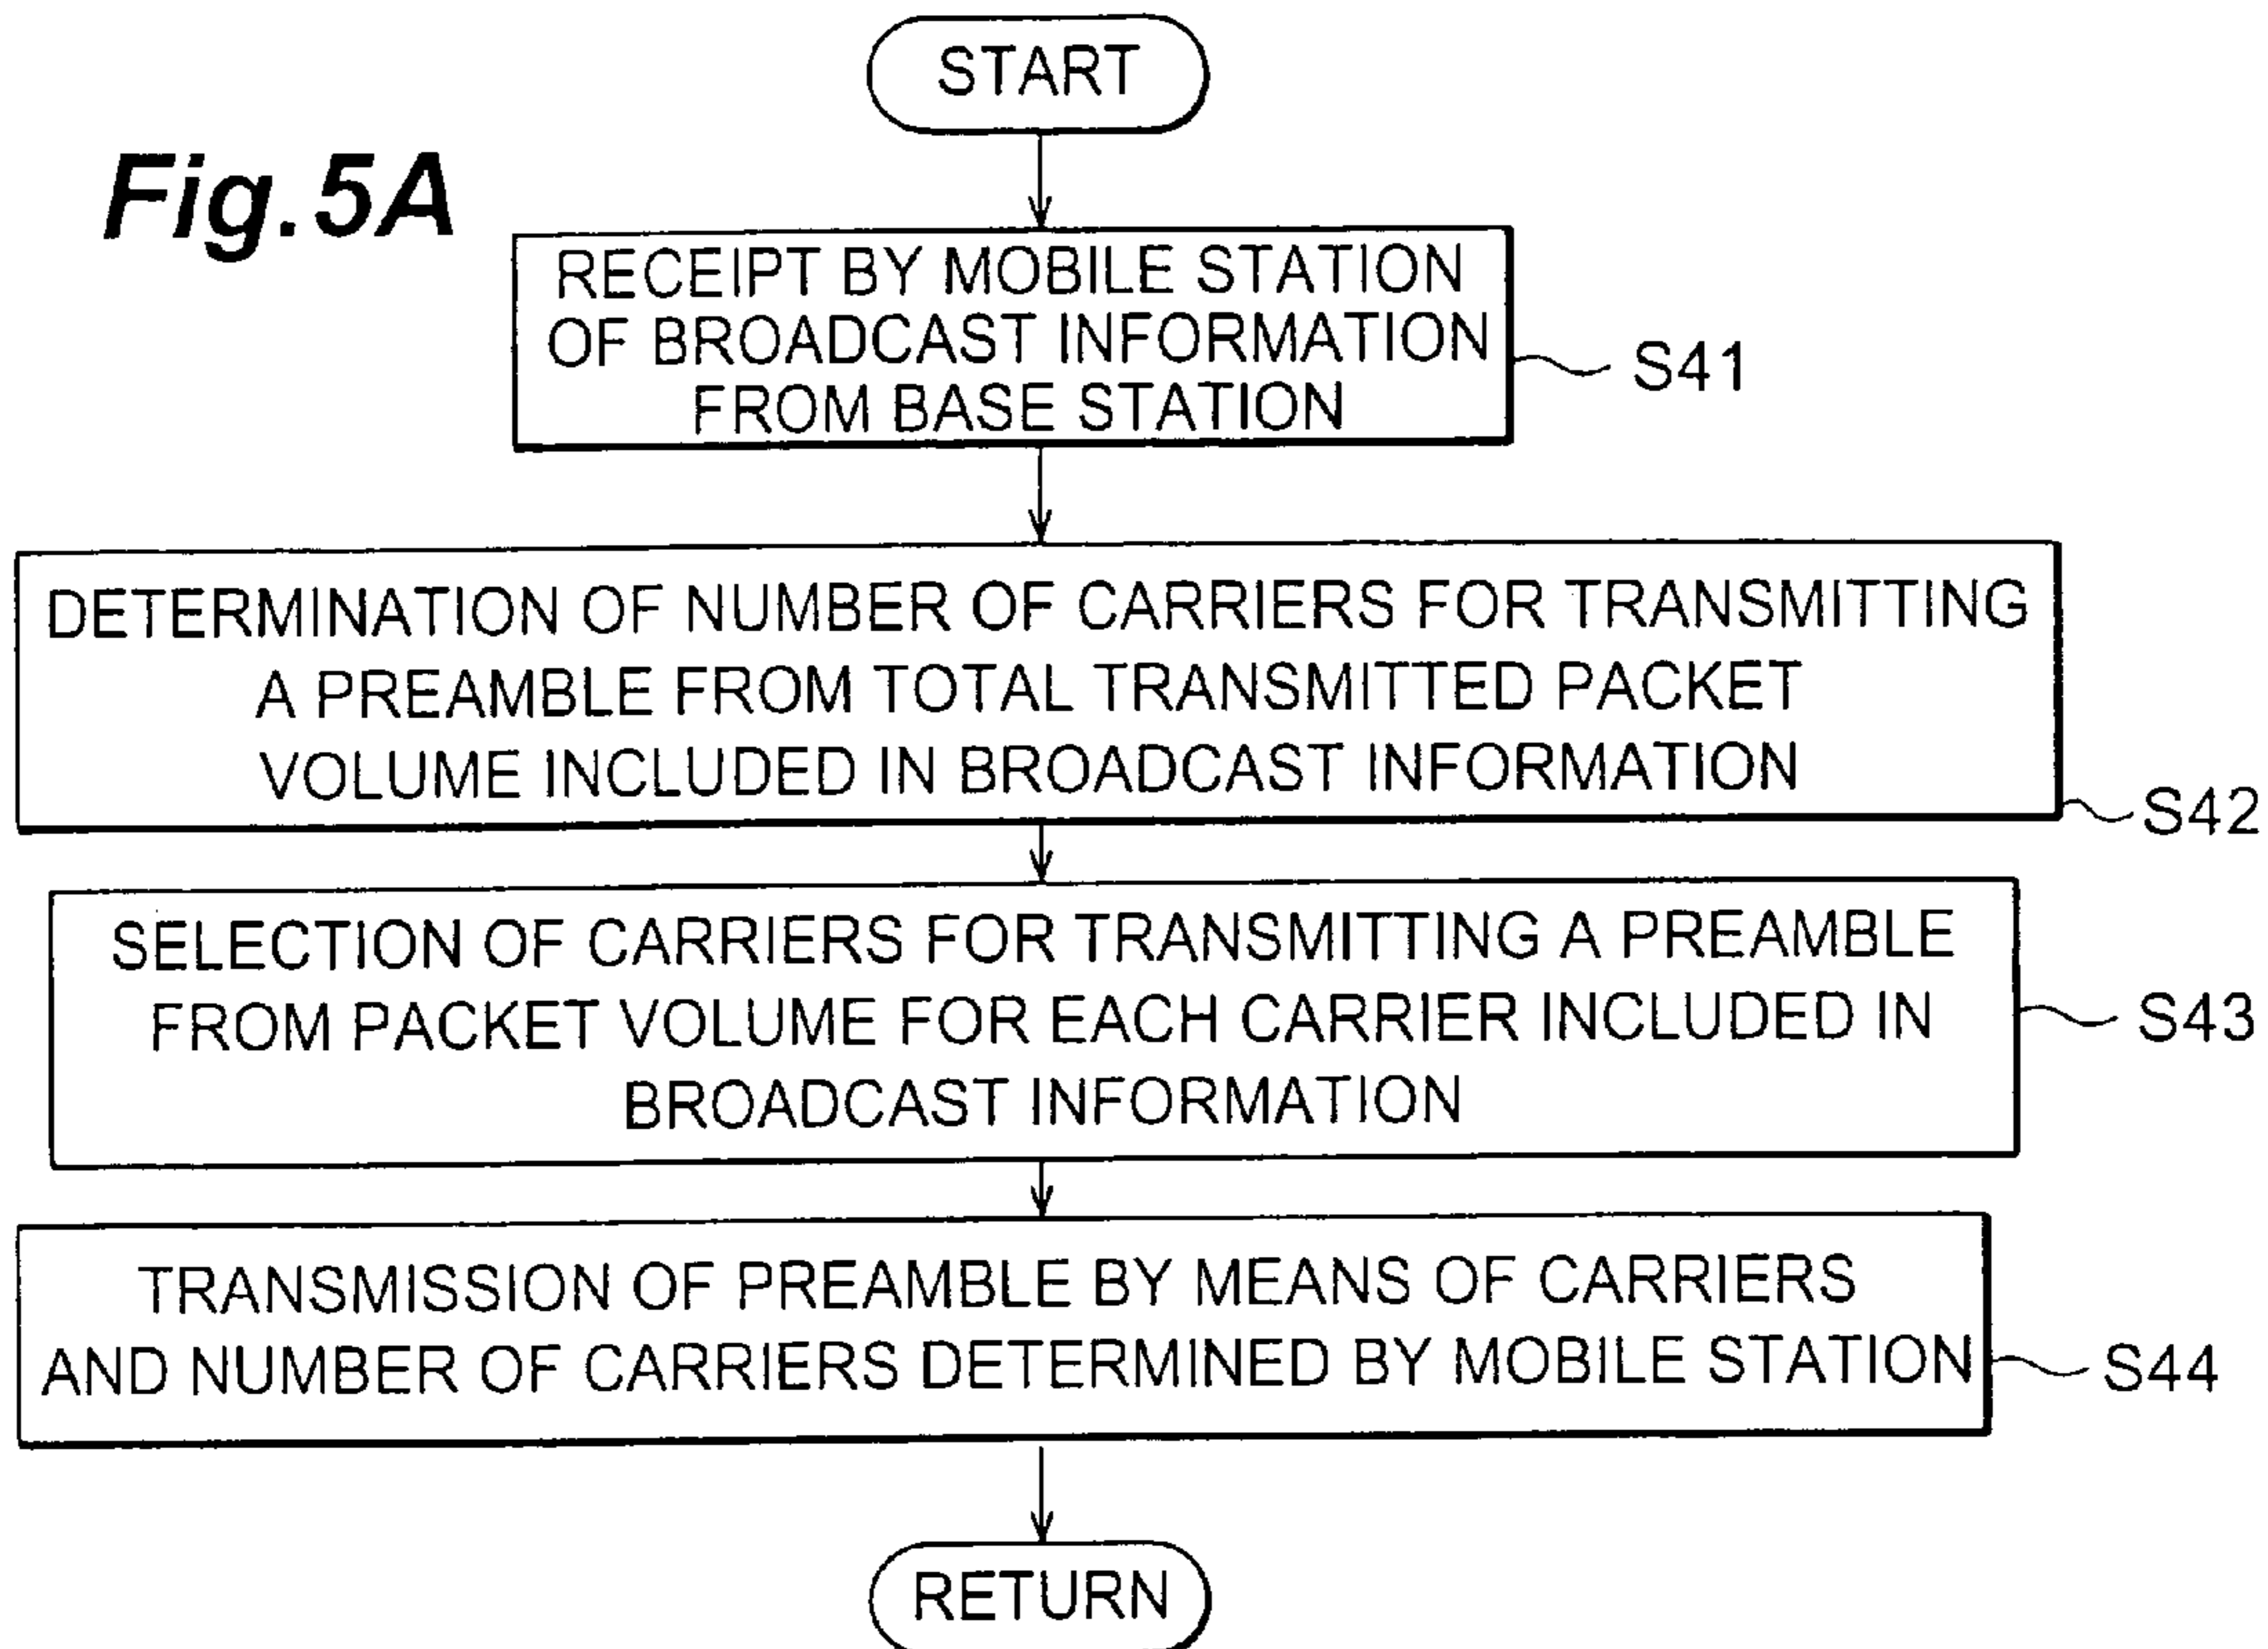 START
Fig.5A
RECEIPT BY MOBILE STATION
OF BROADCAST INFORMATION
FROM BASE STATION
S41
DETERMINATION OF NUMBER OF CARRIERS FOR TRANSMITTING
A PREAMBLE FROM TOTAL TRANSMITTED PACKET
VOLUME INCLUDED IN BROADCAST INFORMATION
S42
SELECTION OF CARRIERS FOR TRANSMITTING A PREAMBLE
FROM PACKET VOLUME FOR EACH CARRIER INCLUDED IN
BROADCAST INFORMATION
S43
TRANSMISSION OF PREAMBLE BY MEANS OF CARRIERS
AND NUMBER OF CARRIERS DETERMINED BY MOBILE STATION
S44
RETURN